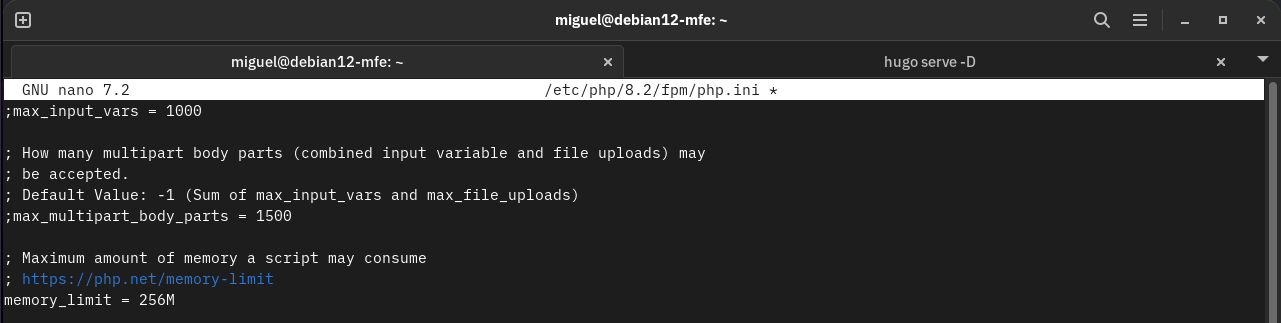 miguel@debian12-mfe: ~
miguel@debian12-mfe: ~
hugo serve -D
GNU nano 7.2 /etc/php/8.2/fpm/php.ini *
;max_input_vars = 1000
; How many multipart body parts (combined input variable and file uploads) may
; be accepted.
; Default Value: -1 (Sum of max_input_vars and max_file_uploads)
;max_multipart_body_parts = 1500
; Maximum amount of memory a script may consume
; https://php.net/memory-limit
memory_limit = 256M